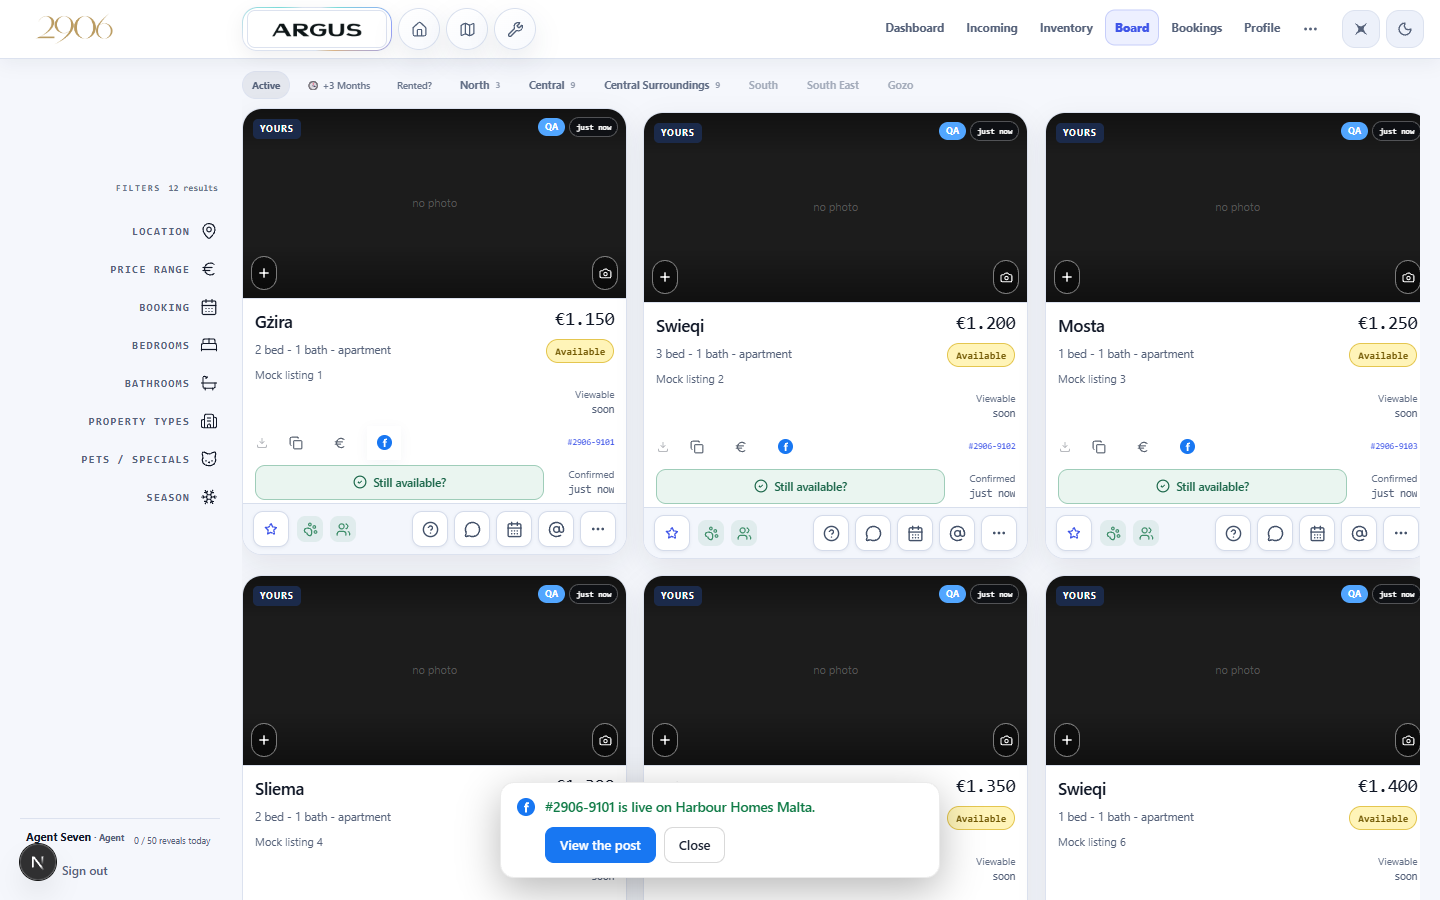 2906
ARGUS
Dashboard
Incoming
Inventory
Board
Bookings
Profile
Active
+3 Months
Rented?
North 3
Central 9
Central Surroundings 9
South
South East
Gozo
FILTERS 12 results
LOCATION
PRICE RANGE
BOOKING
BEDROOMS
BATHROOMS
PROPERTY TYPES
PETS / SPECIALS
SEASON
Agent Seven · Agent
0 / 50 reveals today
N
Sign out
YOURS
QA
just now
no photo
Gżira
€1.150
2 bed - 1 bath - apartment
Available
Mock listing 1
Viewable
soon
#2906-9101
Still available?
Confirmed
just now
YOURS
QA
just now
no photo
Swieqi
€1.200
3 bed - 1 bath - apartment
Available
Mock listing 2
Viewable
soon
#2906-9102
Still available?
Confirmed
just now
YOURS
QA
just now
no photo
Mosta
€1.250
1 bed - 1 bath - apartment
Available
Mock listing 3
Viewable
soon
#2906-9103
Still available?
Confirmed
just now
YOURS
QA
just now
no photo
Sliema
2 bed - 1 bath - apartment
Mock listing 4
YOURS
QA
just now
no photo
€1.350
Available
Viewable
soon
YOURS
QA
just now
no photo
Swieqi
€1.400
1 bed - 1 bath - apartment
Available
Mock listing 6
Viewable
soon
#2906-9101 is live on Harbour Homes Malta.
View the post
Close